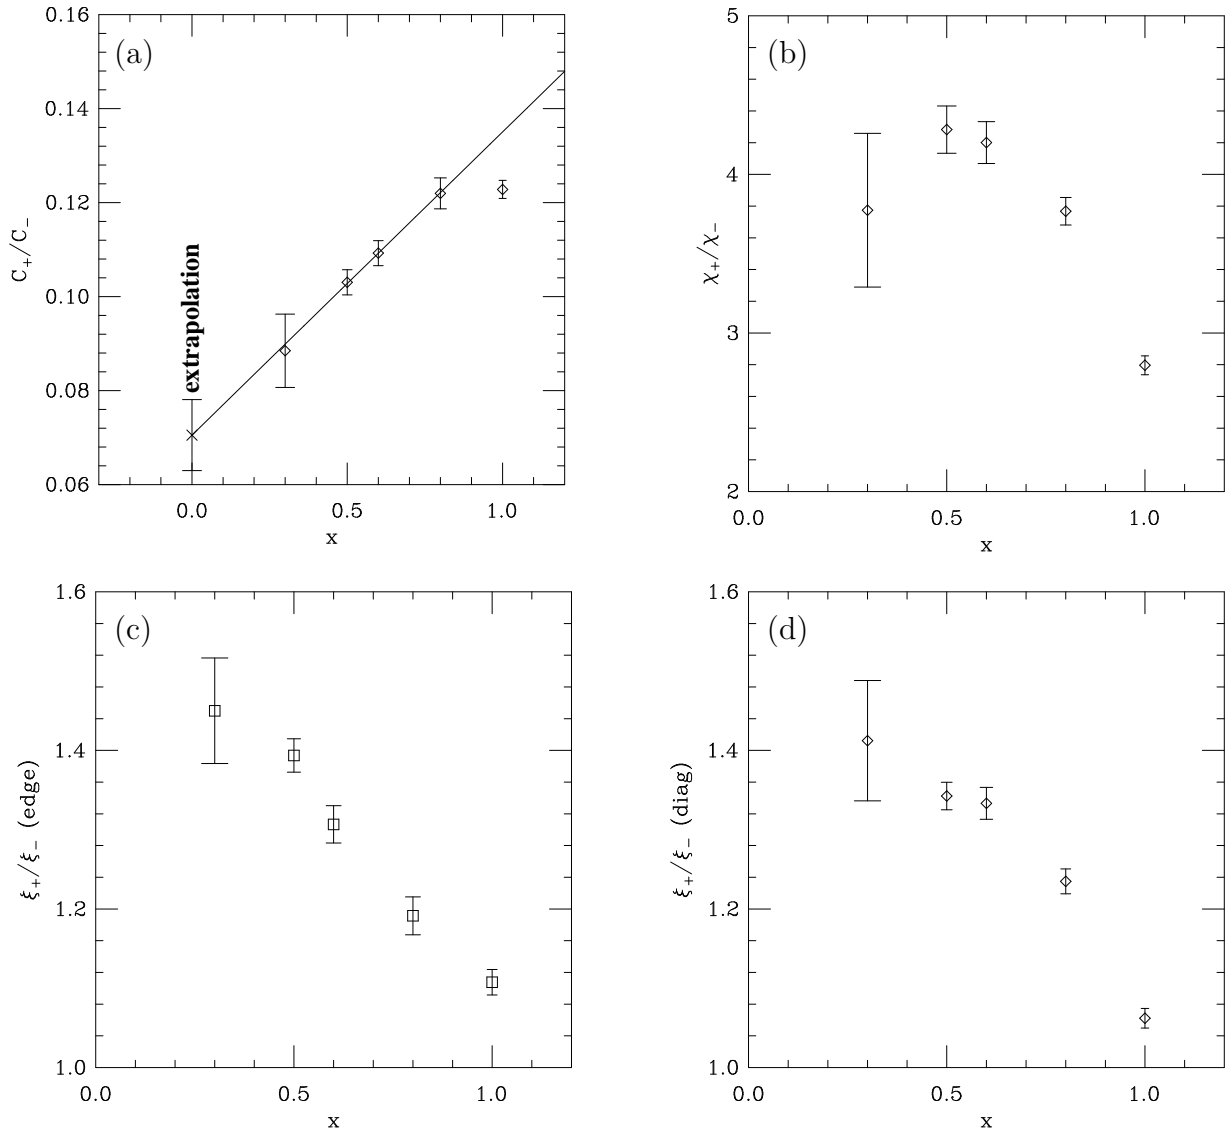 (a)
0.16
0.14
0.12
0.10
0.08
0.06
C₊/C₋
extrapolation
0.0 0.5 1.0
x
(b)
5
4
3
2
χ₊/χ₋
0.0 0.5 1.0
x
(c)
1.6
1.4
1.2
1.0
ξ₊/ξ₋ (edge)
0.0 0.5 1.0
x
(d)
1.6
1.4
1.2
1.0
ξ₊/ξ₋ (diag)
0.0 0.5 1.0
x